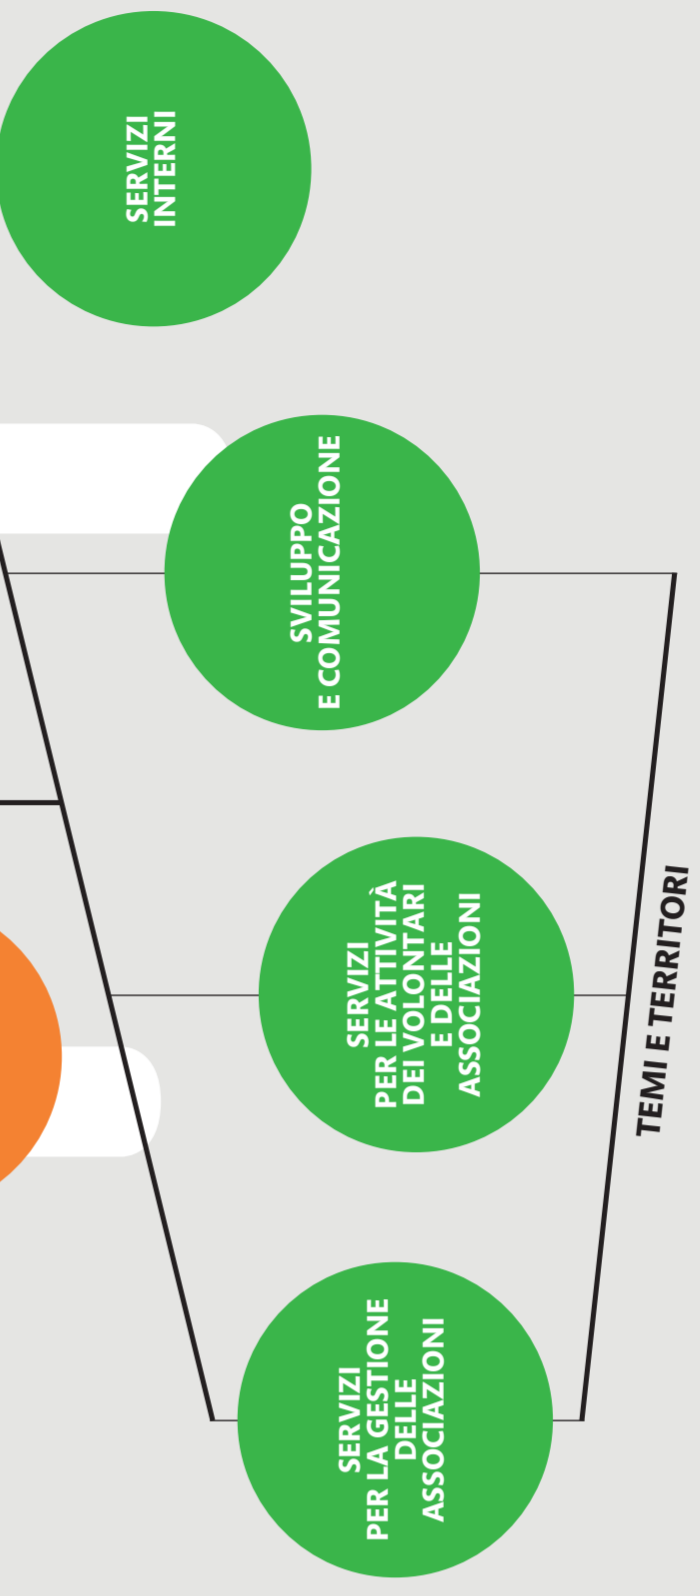 SERVIZI
PER LA GESTIONE
DELLE
ASSOCIAZIONI
SERVIZI
PER LE ATTIVITÀ
DEI VOLONTARI
E DELLE
ASSOCIAZIONI
SVILUPPO
E COMUNICAZIONE
SERVIZI
INTERNI
TEMI E TERRITORI